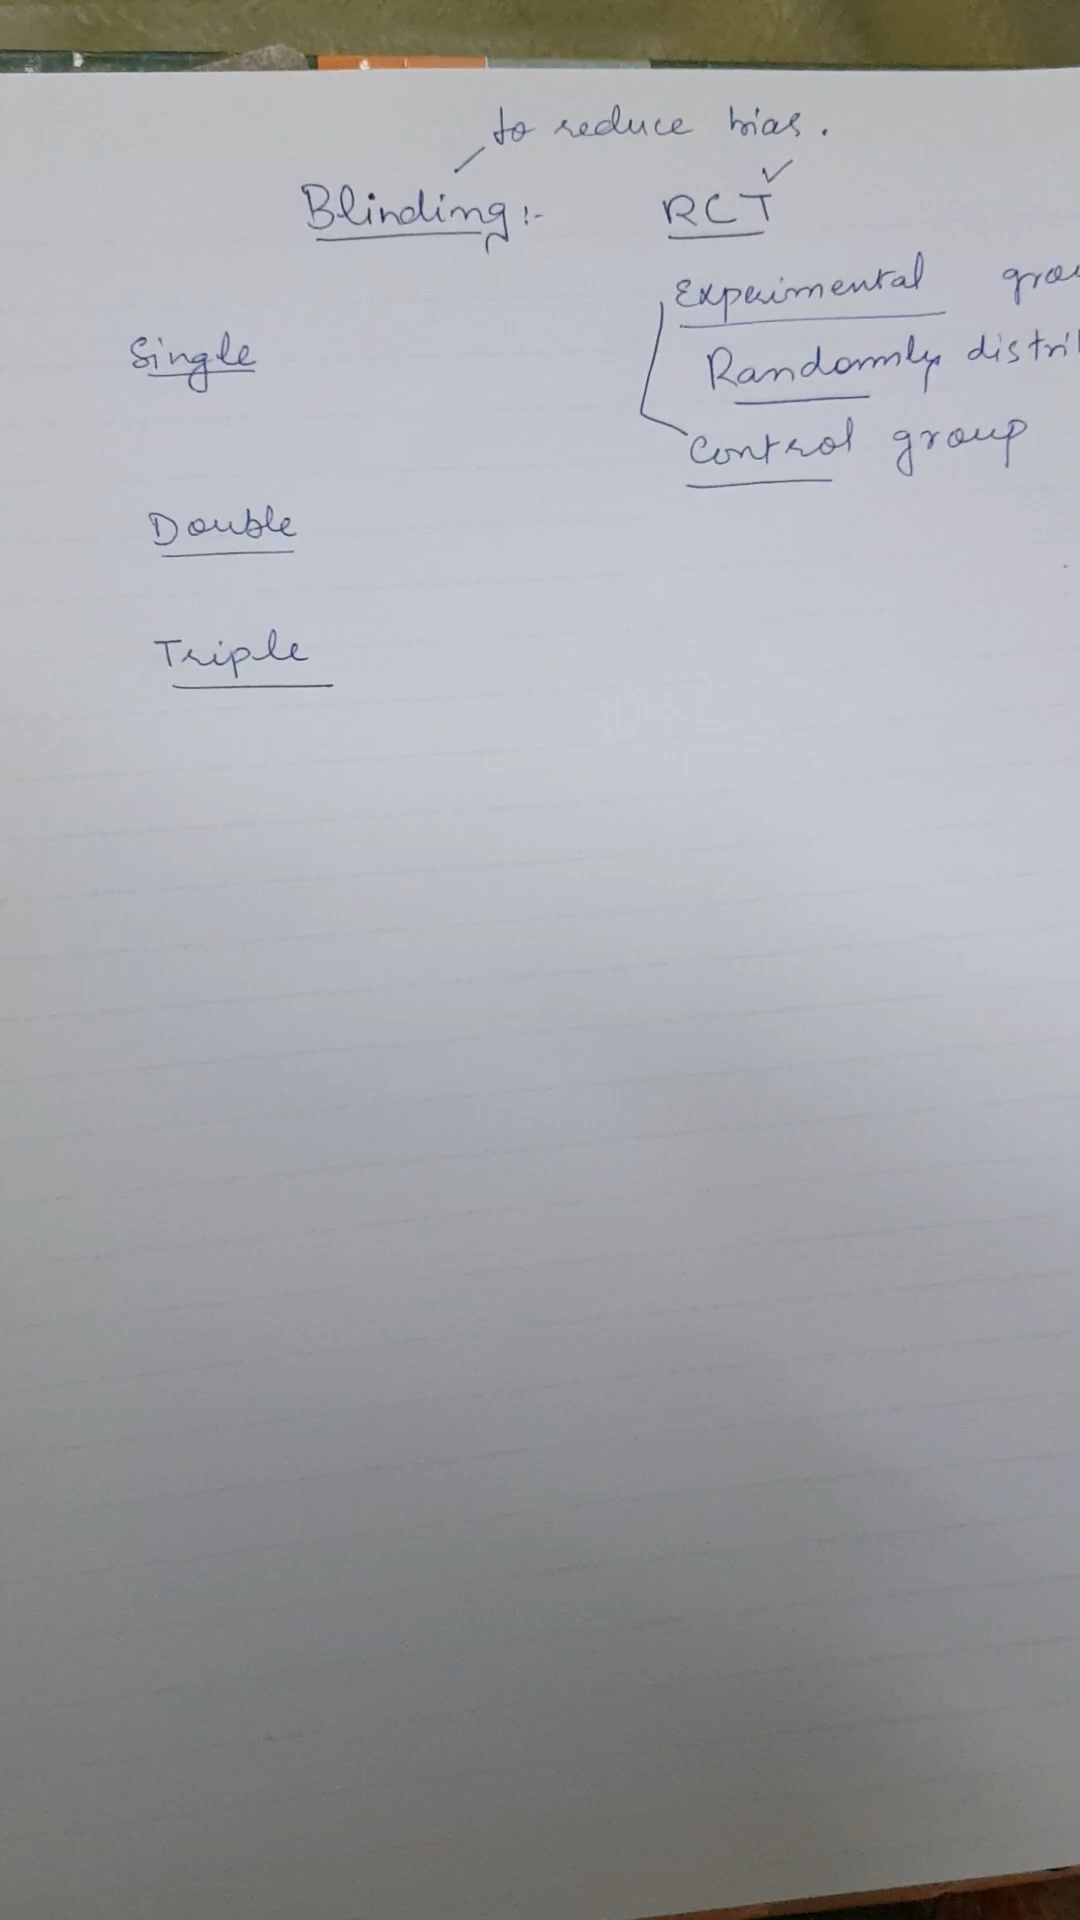 to reduce bias.
Blinding:- RCT
Experimental
Single
Randomly
Control group
Double
Triple